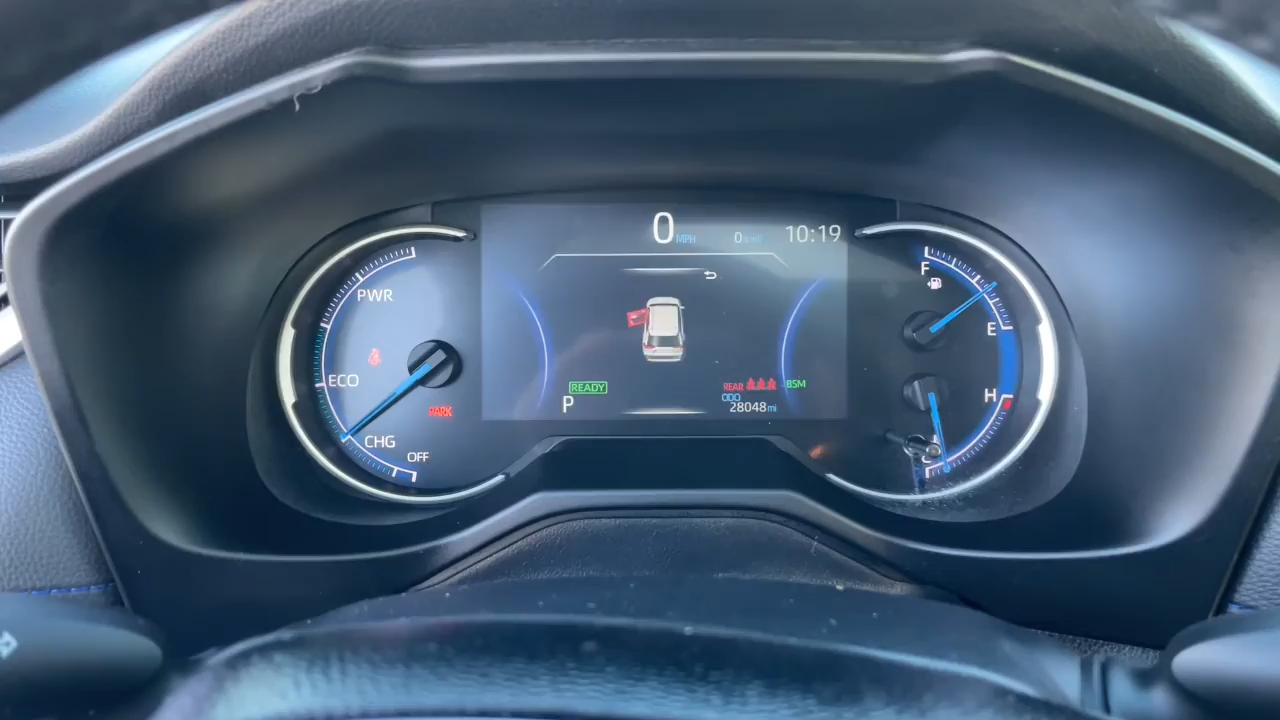 0 MPH
0
10:19
F
PWR
E
ECO
READY
REAR
BSM
ODO
H
P
28048 mi
PARK
CHG
OFF